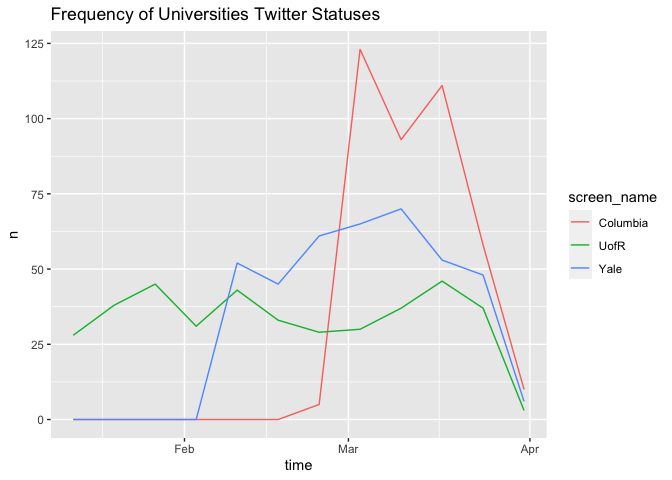 Frequency of Universities Twitter Statuses
125
100
75
50
25
0
n
Feb
Mar
Apr
time
screen_name
Columbia
UofR
Yale